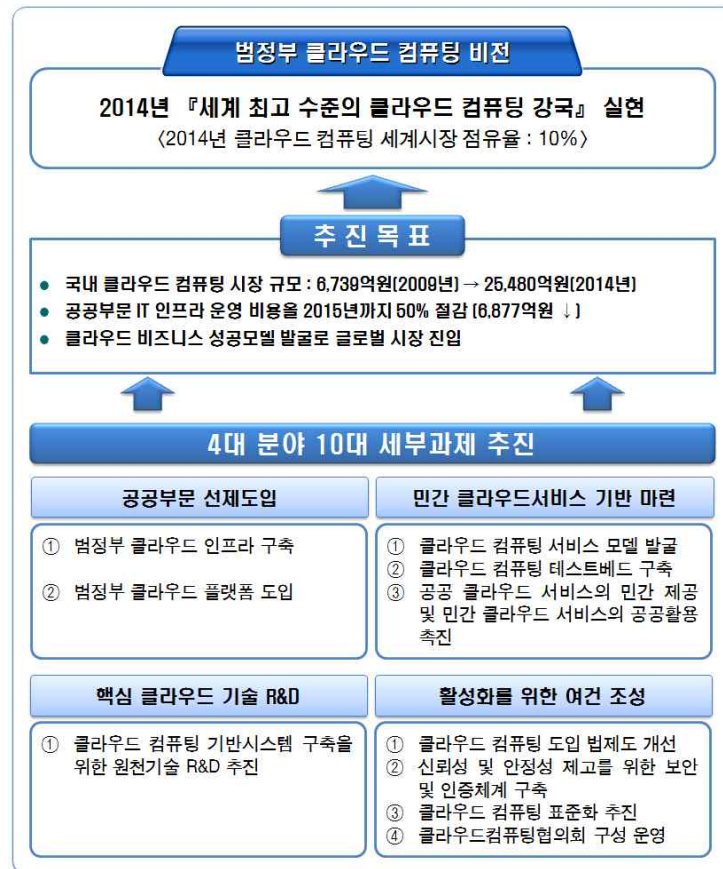 범정부 클라우드 컴퓨팅 비전
2014년 『세계 최고 수준의 클라우드 컴퓨팅 강국』 실현
〈2014년 클라우드 컴퓨팅 세계시장 점유율 : 10%〉
추 진 목 표
● 국내 클라우드 컴퓨팅 시장 규모 : 6,739억원(2009년) → 25,480억원(2014년)
● 공공부문 IT 인프라 운영 비용을 2015년까지 50% 절감 (6,877억원 ↓)
● 클라우드 비즈니스 성공모델 발굴로 글로벌 시장 진입
4대 분야 10대 세부과제 추진
공공부문 선제도입
① 범정부 클라우드 인프라 구축
② 범정부 클라우드 플랫폼 도입
민간 클라우드서비스 기반 마련
① 클라우드 컴퓨팅 서비스 모델 발굴
② 클라우드 컴퓨팅 테스트베드 구축
③ 공공 클라우드 서비스의 민간 제공
및 민간 클라우드 서비스의 공공활용
촉진
핵심 클라우드 기술 R&D
① 클라우드 컴퓨팅 기반시스템 구축을
위한 원천기술 R&D 추진
활성화를 위한 여건 조성
① 클라우드 컴퓨팅 도입 법제도 개선
② 신뢰성 및 안정성 제고를 위한 보안
및 인증체계 구축
③ 클라우드 컴퓨팅 표준화 추진
④ 클라우드컴퓨팅협의회 구성 운영